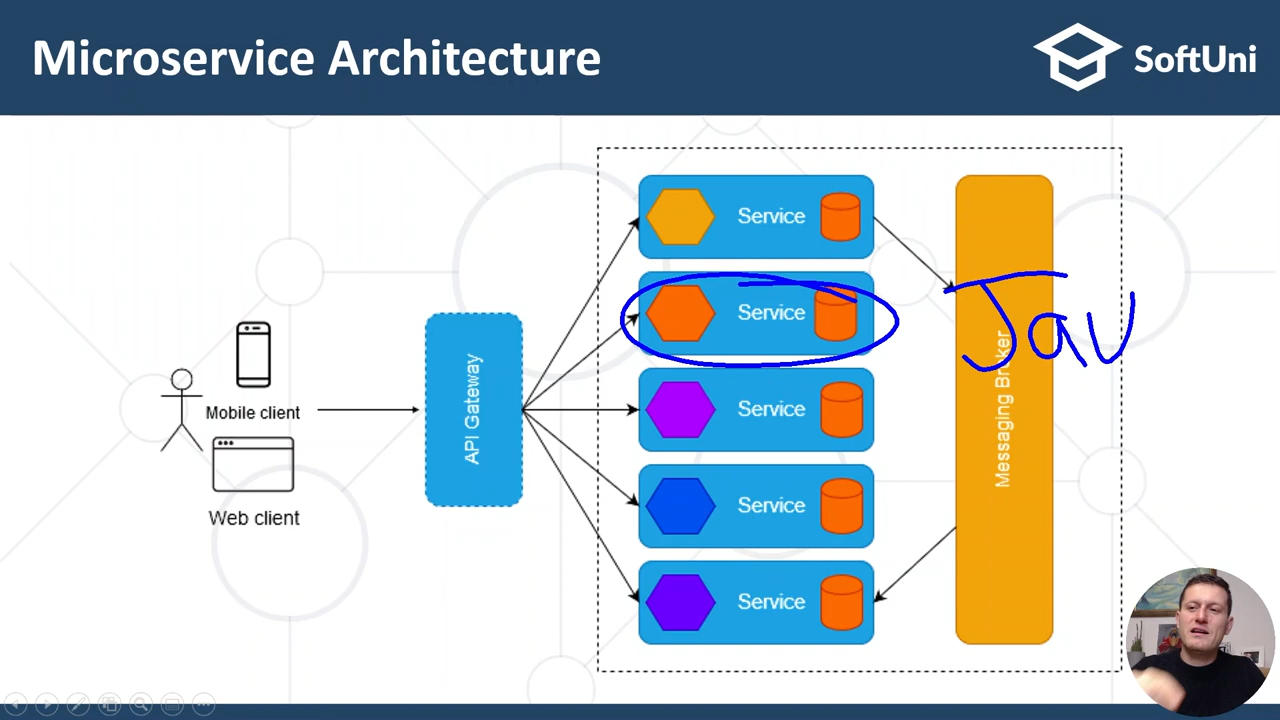 Microservice Architecture
SoftUni
Service
Service
Service
Service
Service
API Gateway
Mobile client
Web client
Messaging Broker
Jav